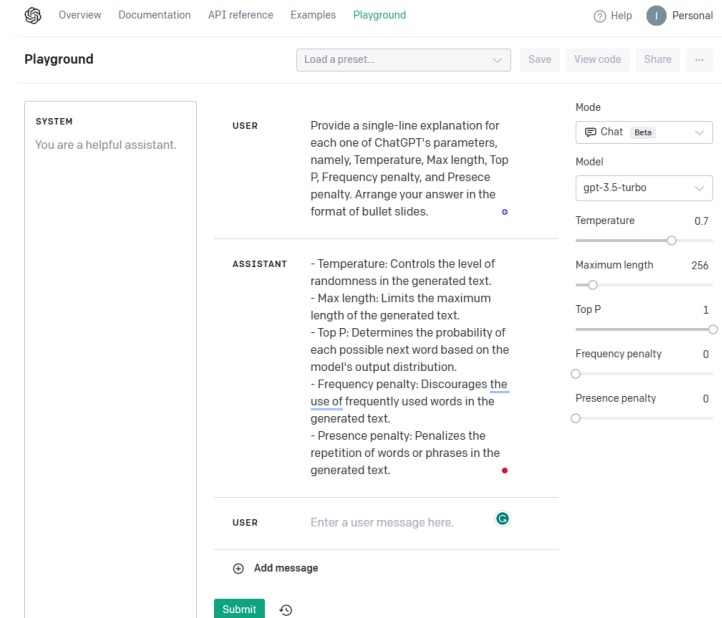 Overview Documentation API reference Examples Playground Help I Personal
Playground Load a preset... Save View code Share ...
SYSTEM
You are a helpful assistant.
USER
Provide a single-line explanation for
each one of ChatGPT's parameters,
namely, Temperature, Max length, Top
P, Frequency penalty, and Presece
penalty. Arrange your answer in the
format of bullet slides.
ASSISTANT
- Temperature: Controls the level of
randomness in the generated text.
- Max length: Limits the maximum
length of the generated text.
- Top P: Determines the probability of
each possible next word based on the
model's output distribution.
- Frequency penalty: Discourages the
use of frequently used words in the
generated text.
- Presence penalty: Penalizes the
repetition of words or phrases in the
generated text.
USER
Enter a user message here.
Add message
Submit
Mode
Chat Beta
Model
gpt-3.5-turbo
Temperature 0.7
Maximum length 256
Top P 1
Frequency penalty 0
Presence penalty 0